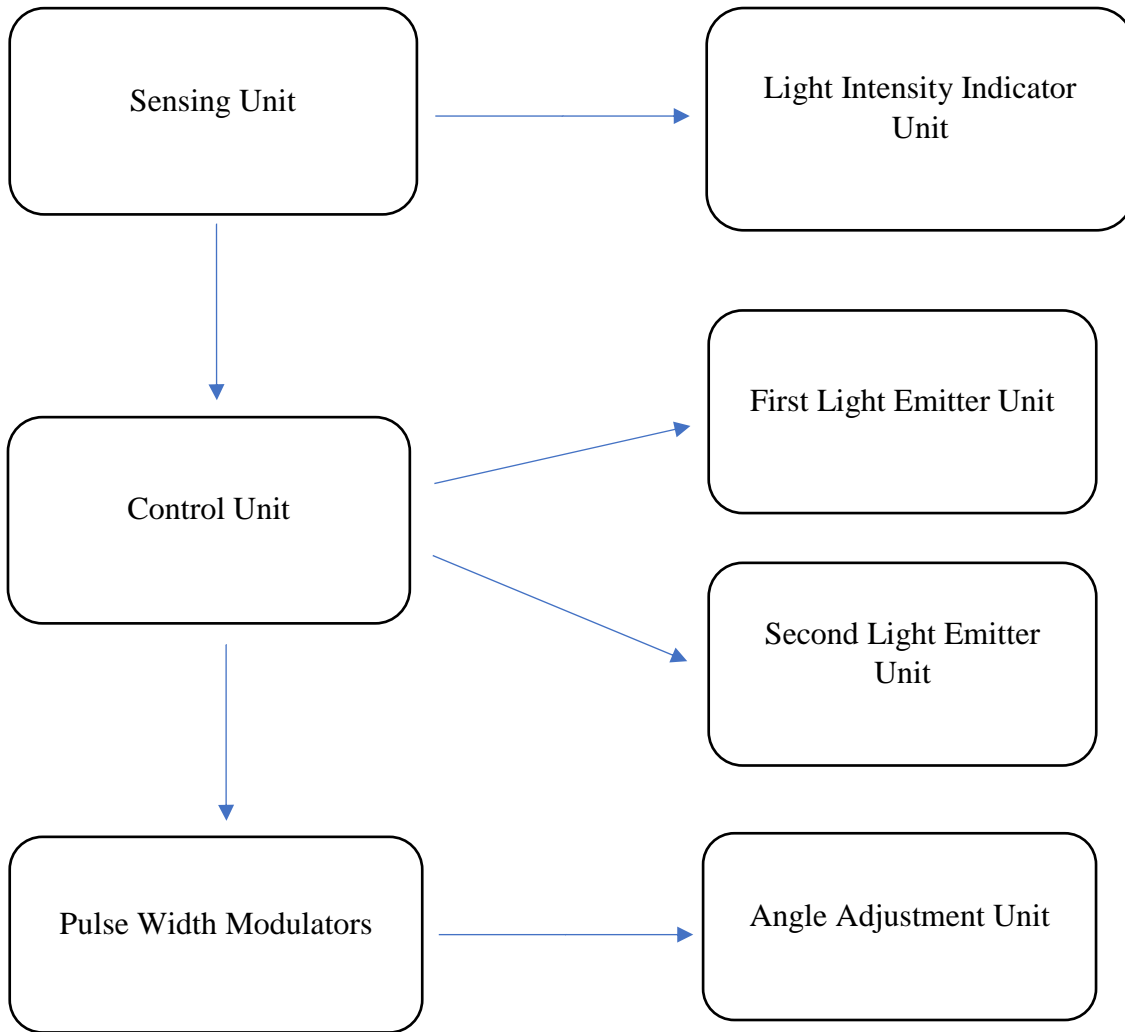 Sensing Unit
Light Intensity Indicator
Unit
First Light Emitter Unit
Control Unit
Second Light Emitter
Unit
Pulse Width Modulators
Angle Adjustment Unit